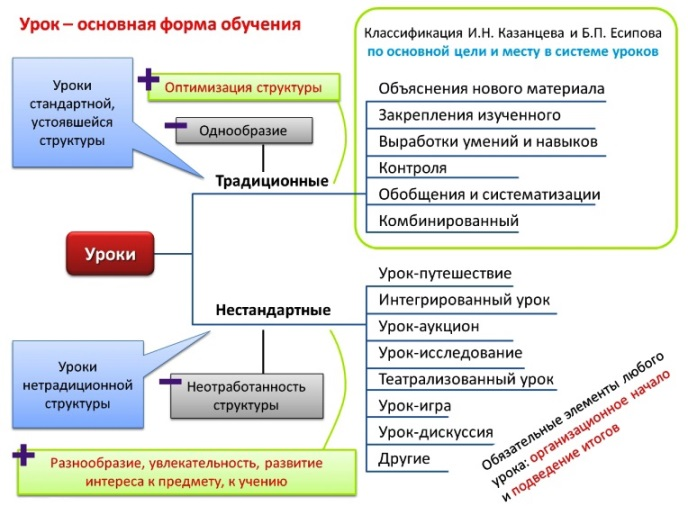 Урок – основная форма обучения
Классификация И.Н. Казанцева и Б.П. Есипова
по основной цели и месту в системе уроков
Уроки
стандартной,
устоявшейся
структуры
+ Оптимизация структуры
– Однообразие
Традиционные
Объяснения нового материала
Закрепления изученного
Выработки умений и навыков
Контроля
Обобщения и систематизации
Комбинированный
Уроки
Нестандартные
Урок-путешествие
Интегрированный урок
Урок-аукцион
Урок-исследование
Театрализованный урок
Урок-игра
Урок-дискуссия
Другие
Уроки
нетрадиционной
структуры
– Неотработанность
структуры
+ Разнообразие, увлекательность, развитие
интереса к предмету, к учению
Обязательные элементы любого
урока: организационное начало
и подведение итогов